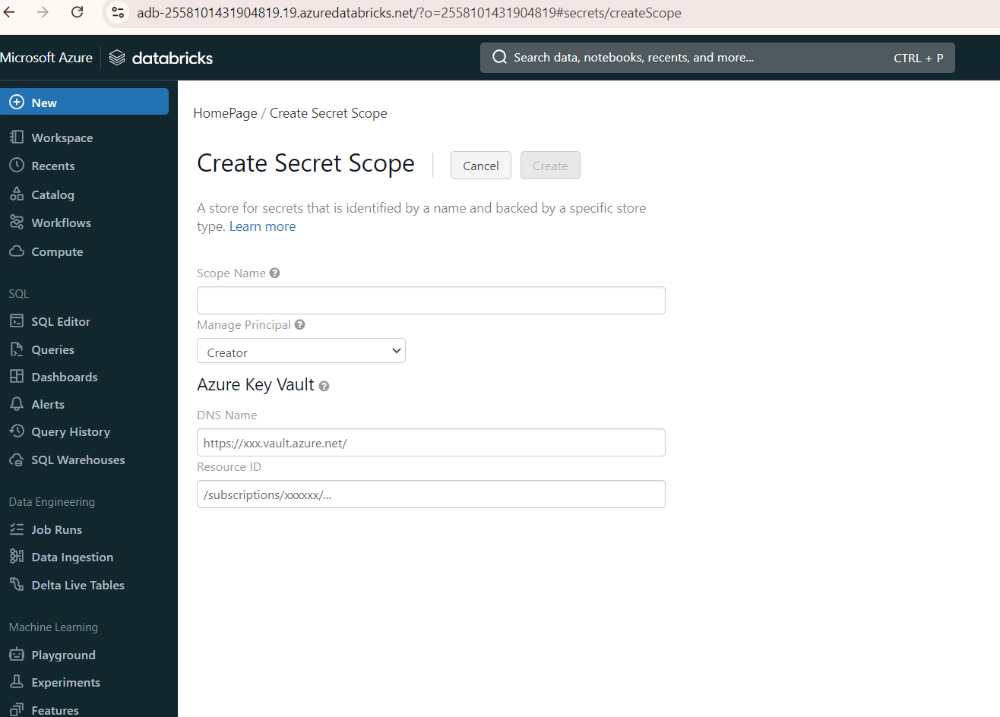 adb-2558101431904819.19.azuredatabricks.net/?o=2558101431904819#secrets/createScope
Microsoft Azure databricks
Search data, notebooks, recents, and more... CTRL + P
New
Workspace
Recents
Catalog
Workflows
Compute
SQL
SQL Editor
Queries
Dashboards
Alerts
Query History
SQL Warehouses
Data Engineering
Job Runs
Data Ingestion
Delta Live Tables
Machine Learning
Playground
Experiments
Features
HomePage / Create Secret Scope
Create Secret Scope Cancel Create
A store for secrets that is identified by a name and backed by a specific store
type. Learn more
Scope Name ?
Manage Principal ?
Creator
Azure Key Vault ?
DNS Name
https://xxx.vault.azure.net/
Resource ID
/subscriptions/xxxxxx/...